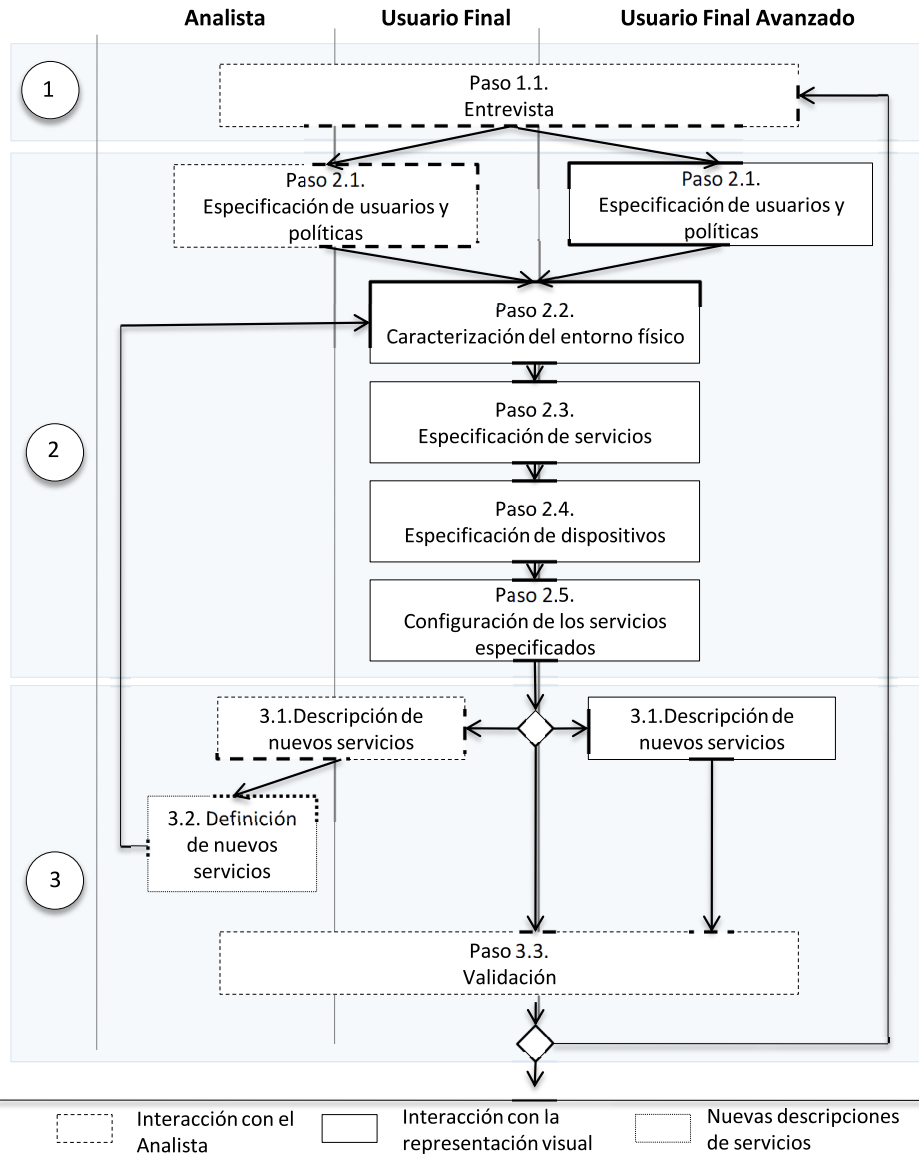 Analista
Usuario Final
Usuario Final Avanzado
1
Paso 1.1.
Entrevista
Paso 2.1.
Especificación de usuarios y
políticas
Paso 2.1.
Especificación de usuarios y
políticas
2
Paso 2.2.
Caracterización del entorno físico
Paso 2.3.
Especificación de servicios
Paso 2.4.
Especificación de dispositivos
Paso 2.5.
Configuración de los servicios
especificados
3
3.1.Descripción de
nuevos servicios
3.1.Descripción de
nuevos servicios
3.2. Definición
de nuevos
servicios
Paso 3.3.
Validación
Interacción con el
Analista
Interacción con la
representación visual
Nuevas descripciones
de servicios